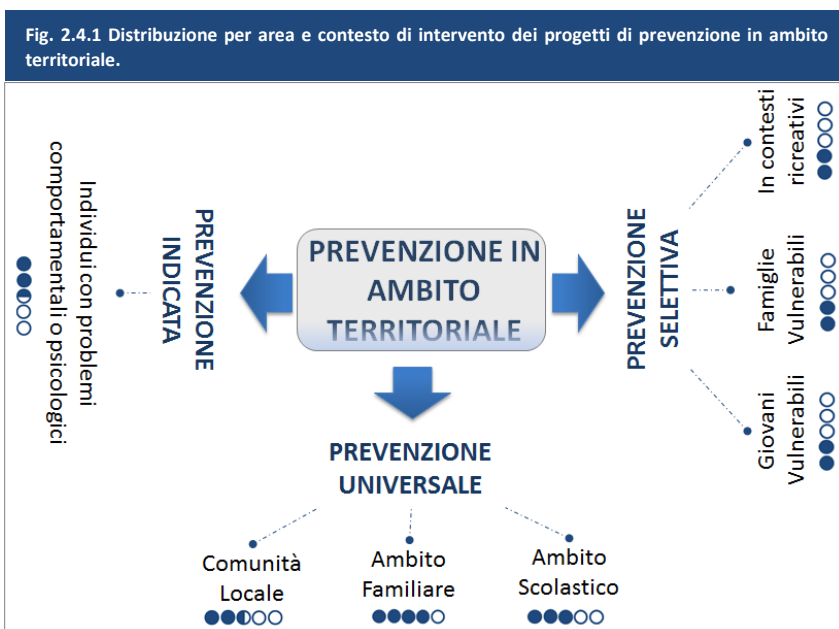 Fig. 2.4.1 Distribuzione per area e contesto di intervento dei progetti di prevenzione in ambito
territoriale.
PREVENZIONE IN
AMBITO
TERRITORIALE
PREVENZIONE
INDICATA
Individui con problemi
comportamentali o psicologici
PREVENZIONE
SELETTIVA
In contesti
ricreativi
Famiglie
Vulnerabili
Giovani
Vulnerabili
PREVENZIONE
UNIVERSALE
Comunità
Locale
Ambito
Familiare
Ambito
Scolastico